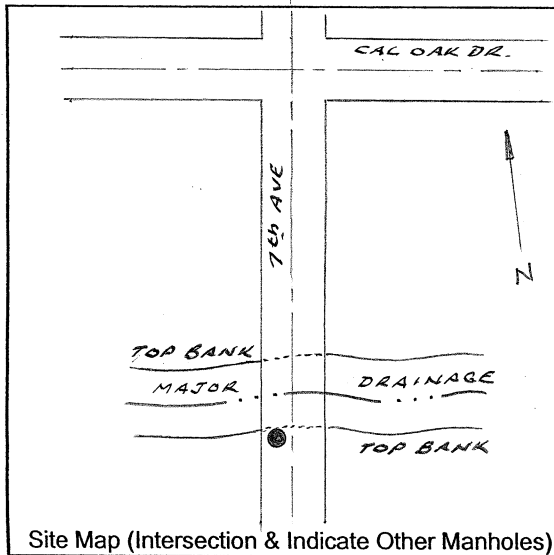 CAL OAK DR.
7th AVE
N
TOP BANK
MAJOR DRAINAGE
TOP BANK
Site Map (Intersection & Indicate Other Manholes)